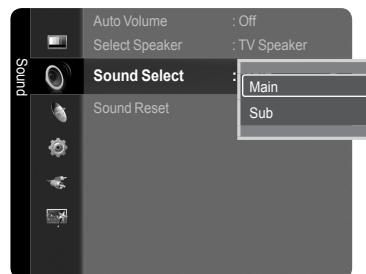 Sound
Auto Volume : Off
Select Speaker : TV Speaker
Sound Select :
Main
Sub
Sound Reset